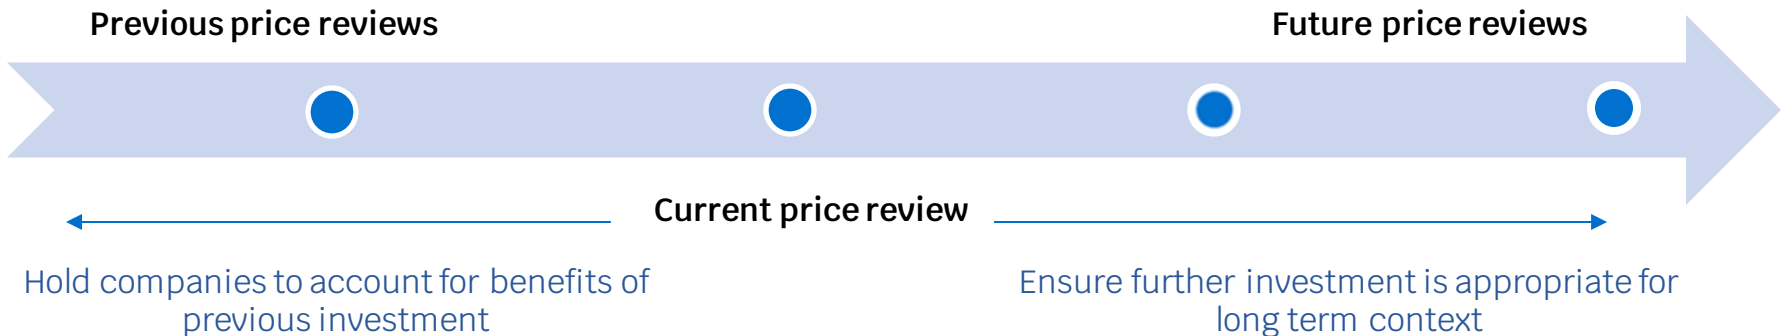 Previous price reviews
Future price reviews
Current price review
Hold companies to account for benefits of
previous investment
Ensure further investment is appropriate for
long term context